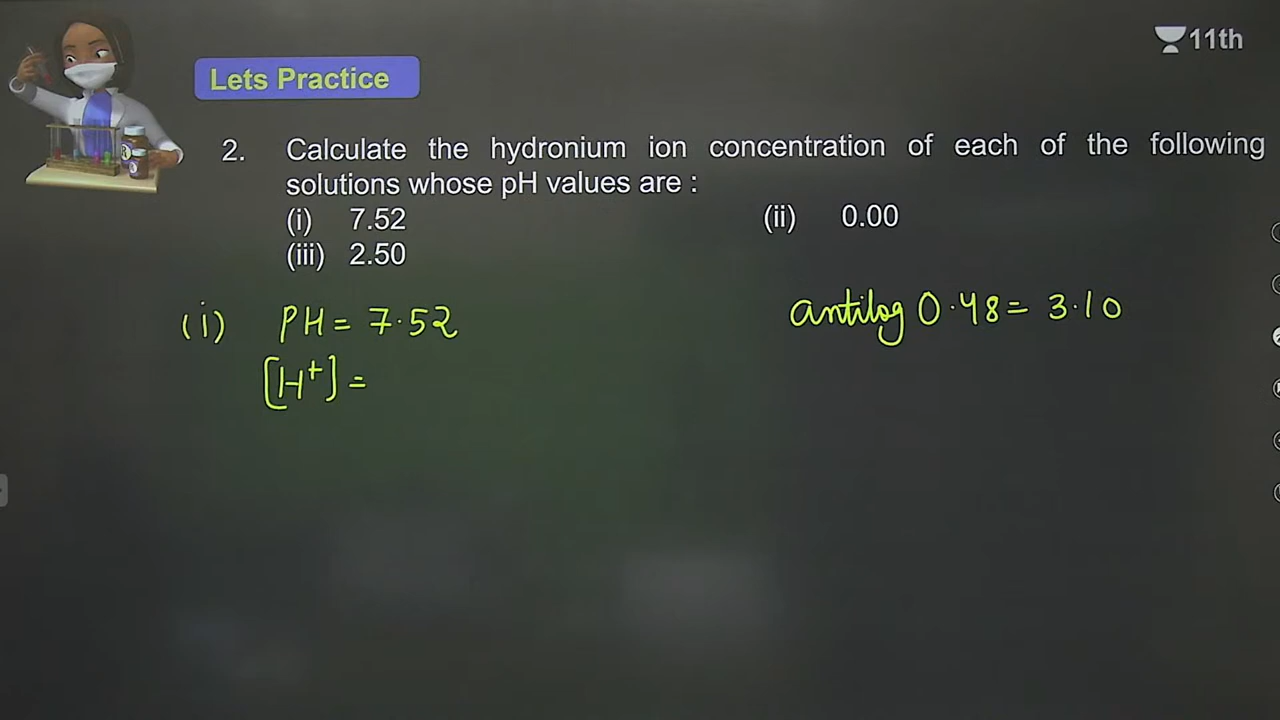 11th
Lets Practice
2. Calculate the hydronium ion concentration of each of the following
solutions whose pH values are :
(i) 7.52 (ii) 0.00
(iii) 2.50
(i) PH = 7.52
antilog 0.48 = 3.10
[H⁺] =